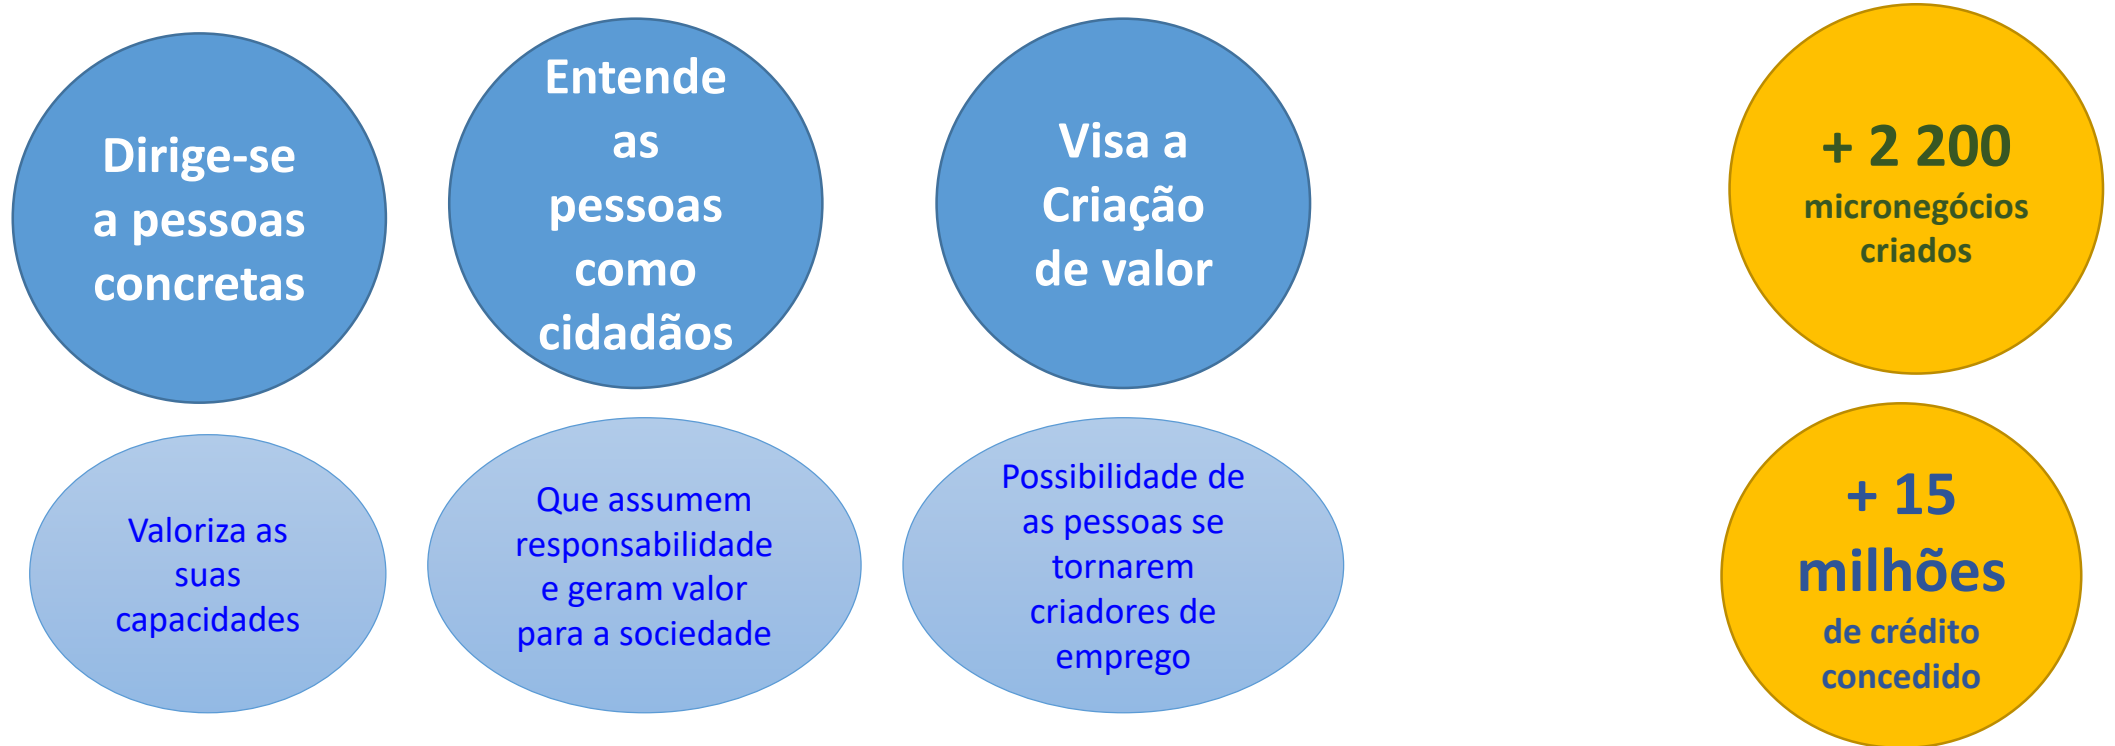 Dirige-se
a pessoas
concretas
Entende
as
pessoas
como
cidadãos
Visa a
Criação
de valor
+ 2 200
micronegócios
criados
Valoriza as
suas
capacidades
Que assumem
responsabilidade
e geram valor
para a sociedade
Possibilidade de
as pessoas se
tornarem
criadores de
emprego
+ 15
milhões
de crédito
concedido